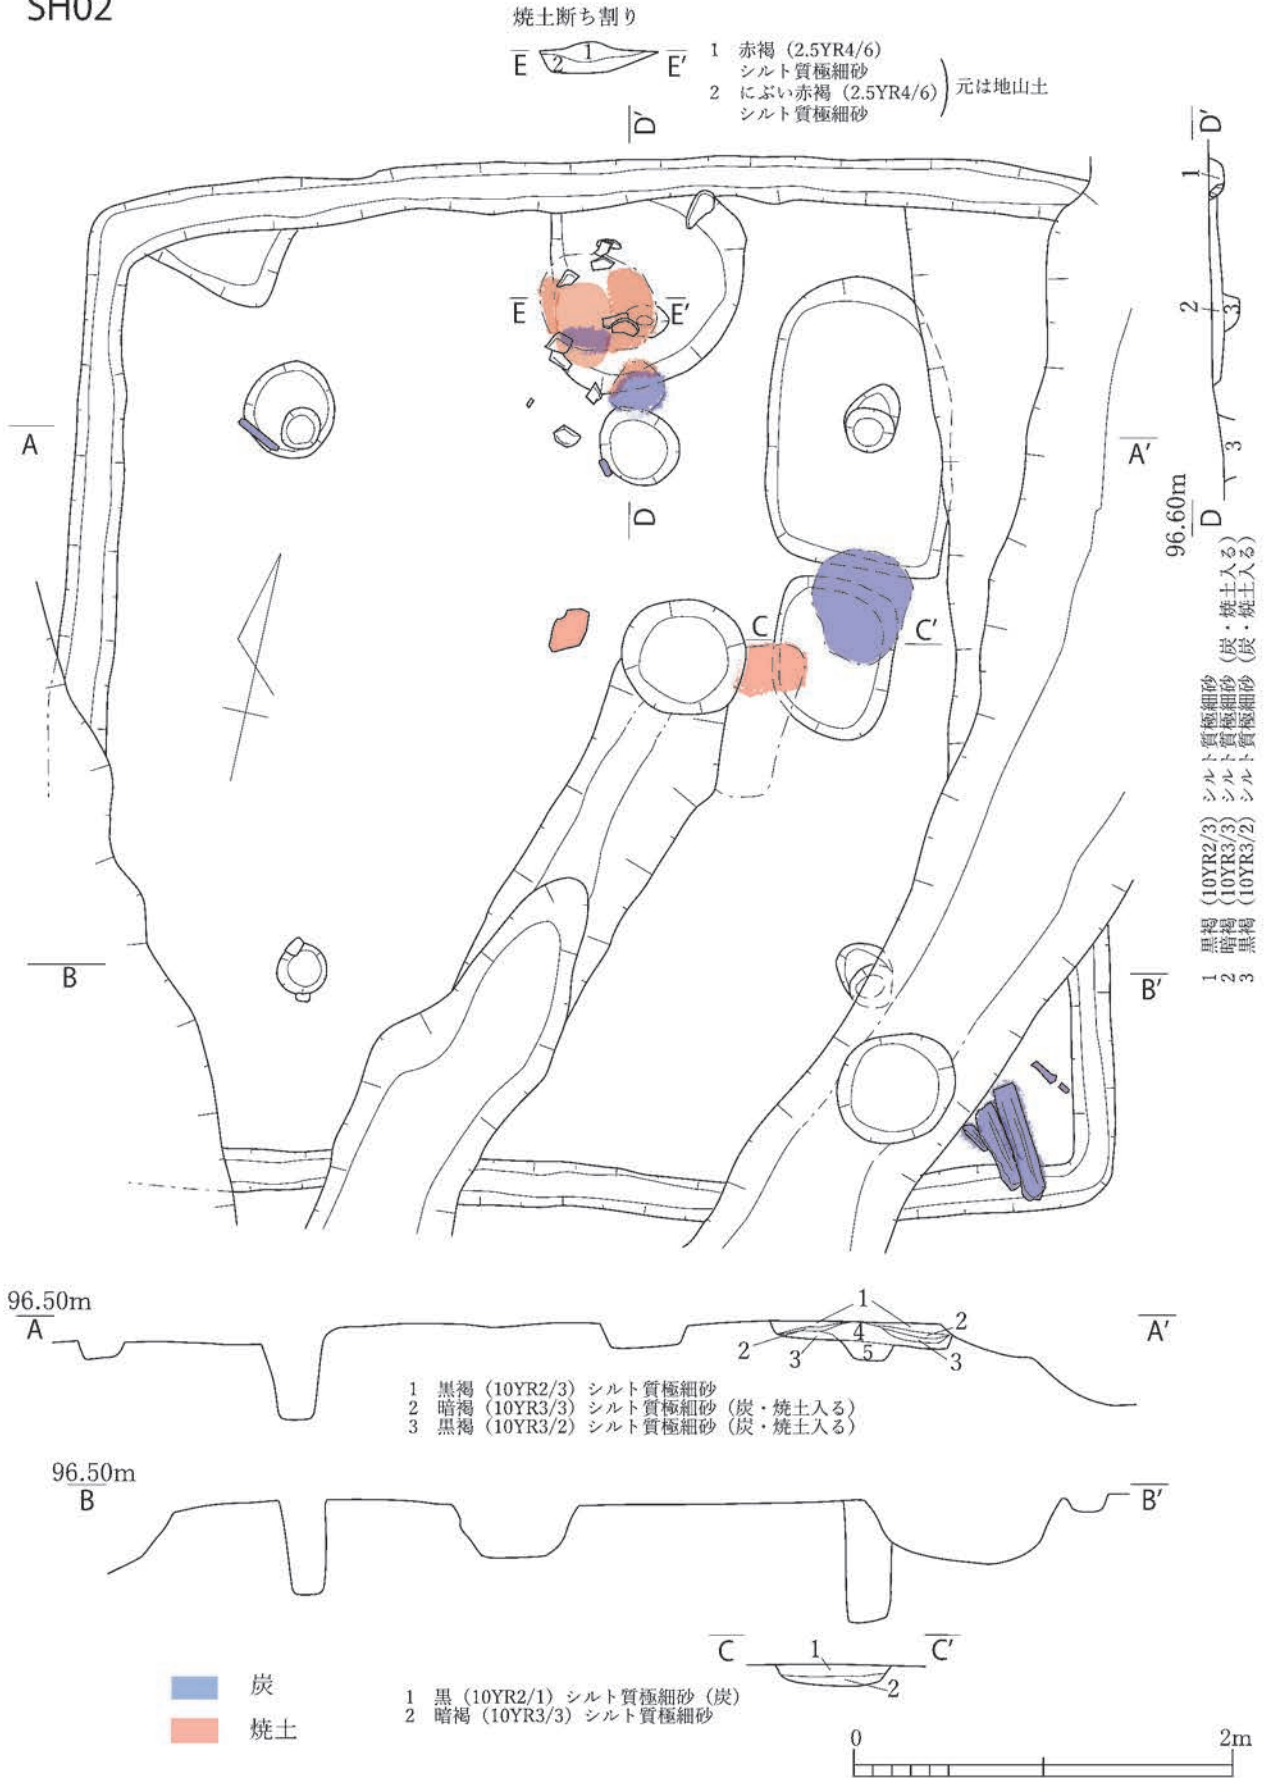 SH02
焼土断ち割り
E 1 2 E'
1 赤褐 (2.5YR4/6)
シルト質極細砂
2 にぶい赤褐 (2.5YR4/6)
シルト質極細砂
元は地山土
D'
D'
1
2
3
3
D
96.60m
E E'
A
A'
D
C C'
B
B'
1 黒褐 (10YR2/3) シルト質極細砂
2 暗褐 (10YR3/3) シルト質極細砂 (炭・焼土入る)
3 黒褐 (10YR3/2) シルト質極細砂 (炭・焼土入る)
96.50m
A
A'
1
2
3
4
5
2
3
1 黒褐 (10YR2/3) シルト質極細砂
2 暗褐 (10YR3/3) シルト質極細砂 (炭・焼土入る)
3 黒褐 (10YR3/2) シルト質極細砂 (炭・焼土入る)
96.50m
B
B'
C 1 C'
2
炭
焼土
1 黒 (10YR2/1) シルト質極細砂 (炭)
2 暗褐 (10YR3/3) シルト質極細砂
0 2m